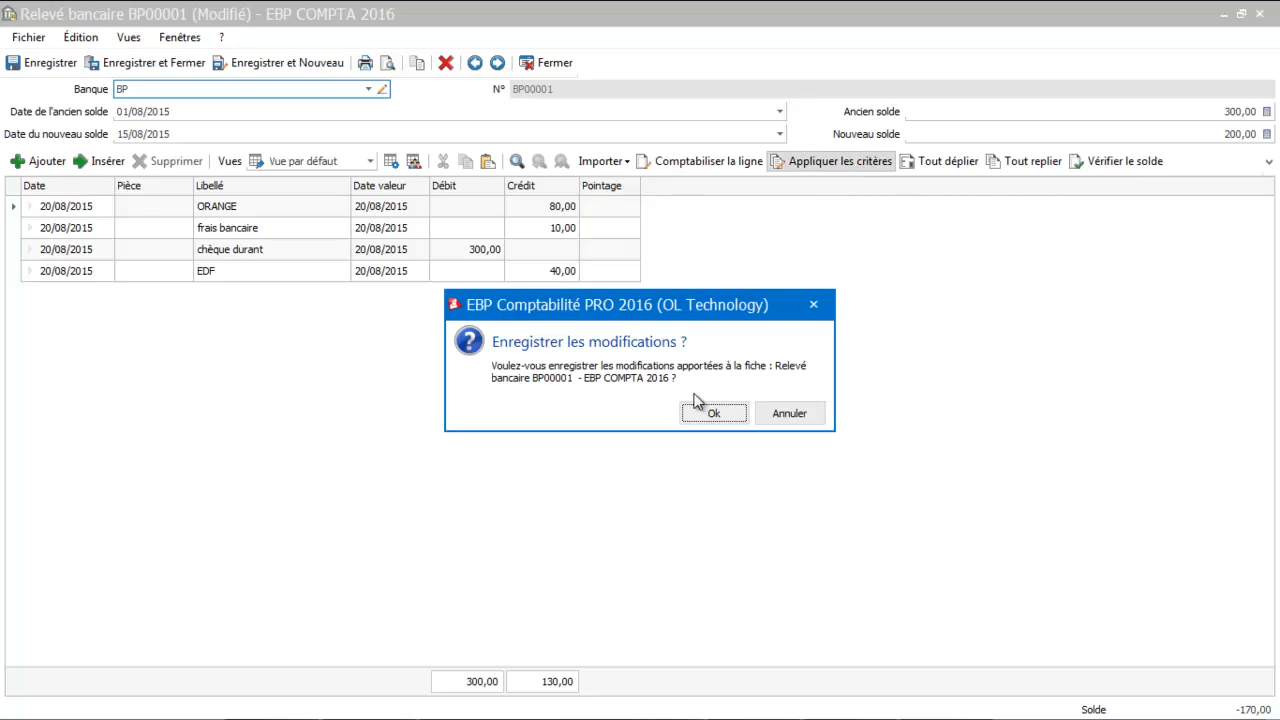 Relevé bancaire BP00001 (Modifié) - EBP COMPTA 2016
Fichier Édition Vues Fenêtres ?
Enregistrer Enregistrer et Fermer Enregistrer et Nouveau Fermer
Banque BP N° BP00001
Date de l'ancien solde 01/08/2015 Ancien solde 300,00
Date du nouveau solde 15/08/2015 Nouveau solde 200,00
Ajouter Insérer Supprimer Vues Vue par défaut Importer Comptabiliser la ligne Appliquer les critères Tout déplier Tout replier Vérifier le solde
Date Pièce Libellé Date valeur Débit Crédit Pointage
20/08/2015 ORANGE 20/08/2015 80,00
20/08/2015 frais bancaire 20/08/2015 10,00
20/08/2015 chèque durant 20/08/2015 300,00
20/08/2015 EDF 20/08/2015 40,00
EBP Comptabilité PRO 2016 (OL Technology)
Enregistrer les modifications ?
Voulez-vous enregistrer les modifications apportées à la fiche : Relevé
bancaire BP00001 - EBP COMPTA 2016 ?
Ok Annuler
300,00 130,00
Solde -170,00